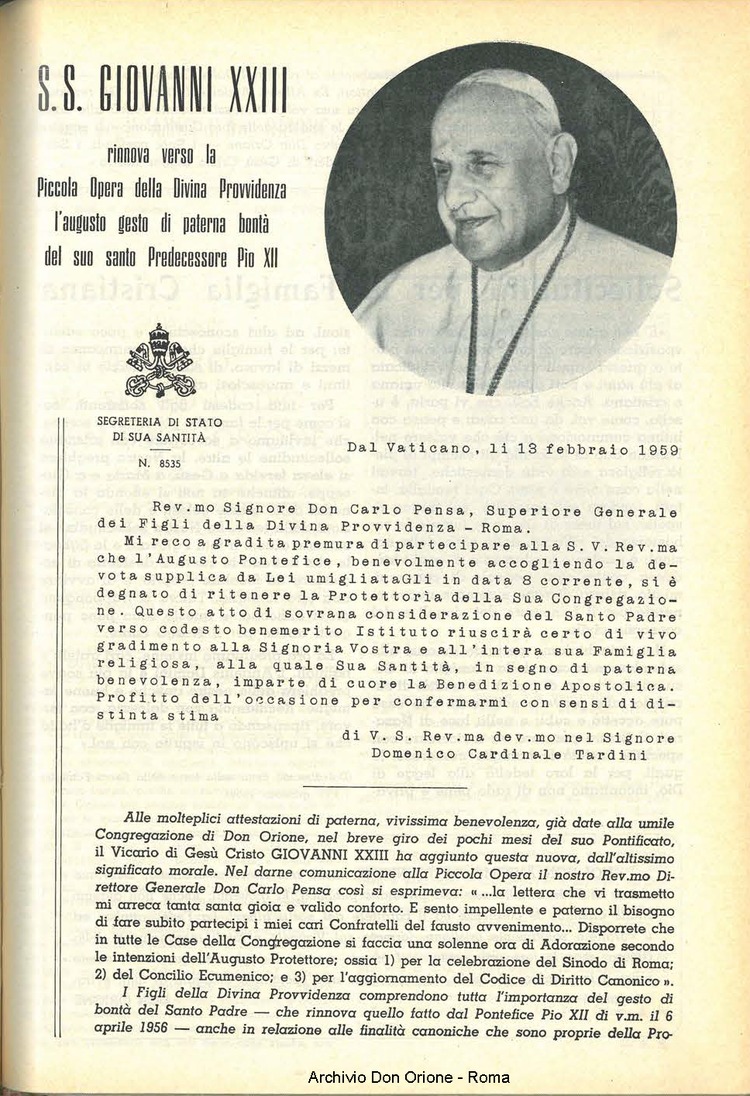 S.S. GIOVANNI XXIII
rinnova verso la
Piccola Opera della Divina Provvidenza
l'augusto gesto di paterna bontà
del suo santo Predecessore Pio XII
SEGRETERIA DI STATO
DI SUA SANTITÀ
N. 8535
Dal Vaticano, li 13 febbraio 1959
Rev.mo Signore Don Carlo Pensa, Superiore Generale
dei Figli della Divina Provvidenza - Roma.
Mi reco a gradita premura di partecipare alla S. V. Rev.ma
che l'Augusto Pontefice, benevolmente accogliendo la de-
vota supplica da Lei umigliataGli in data 8 corrente, si è
degnato di ritenere la Protettoria della Sua Congregazio-
ne. Questo atto di sovrana considerazione del Santo Padre
verso codesto benemerito Istituto riuscirà certo di vivo
gradimento alla Signoria Vostra e all'intera sua Famiglia
religiosa, alla quale Sua Santità, in segno di paterna
benevolenza, imparte di cuore la Benedizione Apostolica.
Profitto dell'occasione per confermarmi con sensi di di-
stinta stima
di V. S. Rev.ma dev.mo nel Signore
Domenico Cardinale Tardini
Alle molteplici attestazioni di paterna, vivissima benevolenza, già date alla umile
Congregazione di Don Orione, nel breve giro dei pochi mesi del suo Pontificato,
il Vicario di Gesù Cristo GIOVANNI XXIII ha aggiunto questa nuova, dall'altissimo
significato morale. Nel darne comunicazione alla Piccola Opera il nostro Rev.mo Di-
rettore Generale Don Carlo Pensa così si esprimeva: « ...la lettera che vi trasmetto
mi arreca tanta santa gioia e valido conforto. E sento impellente e paterno il bisogno
di fare subito partecipi i miei cari Confratelli del fausto avvenimento... Disporrete che
in tutte le Case della Congregazione si faccia una solenne ora di Adorazione secondo
le intenzioni dell'Augusto Protettore; ossia 1) per la celebrazione del Sinodo di Roma;
2) del Concilio Ecumenico; e 3) per l'aggiornamento del Codice di Diritto Canonico ».
I Figli della Divina Provvidenza comprendono tutta l'importanza del gesto di
bontà del Santo Padre — che rinnova quello fatto dal Pontefice Pio XII di v.m. il 6
aprile 1956 — anche in relazione alle finalità canoniche che sono proprie della Pro-
Archivio Don Orione - Roma